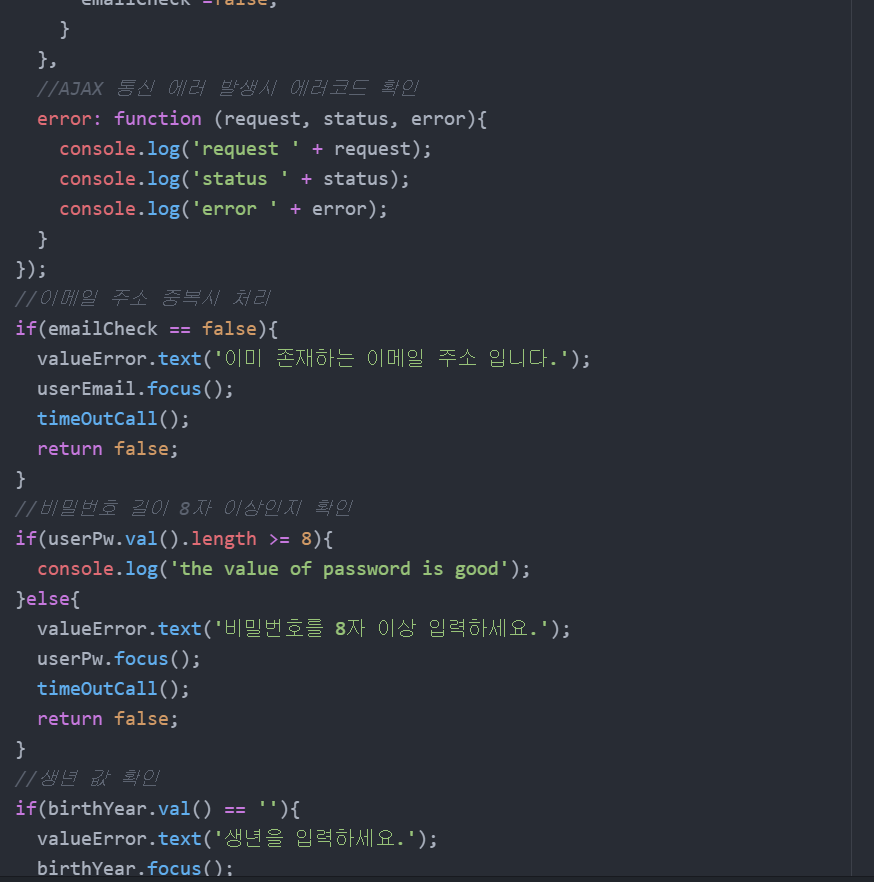 emailCheck =false;
}
},
//AJAX 통신 에러 발생시 에러코드 확인
error: function (request, status, error){
console.log('request ' + request);
console.log('status ' + status);
console.log('error ' + error);
}
});
//이메일 주소 중복시 처리
if(emailCheck == false){
valueError.text('이미 존재하는 이메일 주소 입니다.');
userEmail.focus();
timeOutCall();
return false;
}
//비밀번호 길이 8자 이상인지 확인
if(userPw.val().length >= 8){
console.log('the value of password is good');
}else{
valueError.text('비밀번호를 8자 이상 입력하세요.');
userPw.focus();
timeOutCall();
return false;
}
//생년 값 확인
if(birthYear.val() == ''){
valueError.text('생년을 입력하세요.');
birthYear.focus();